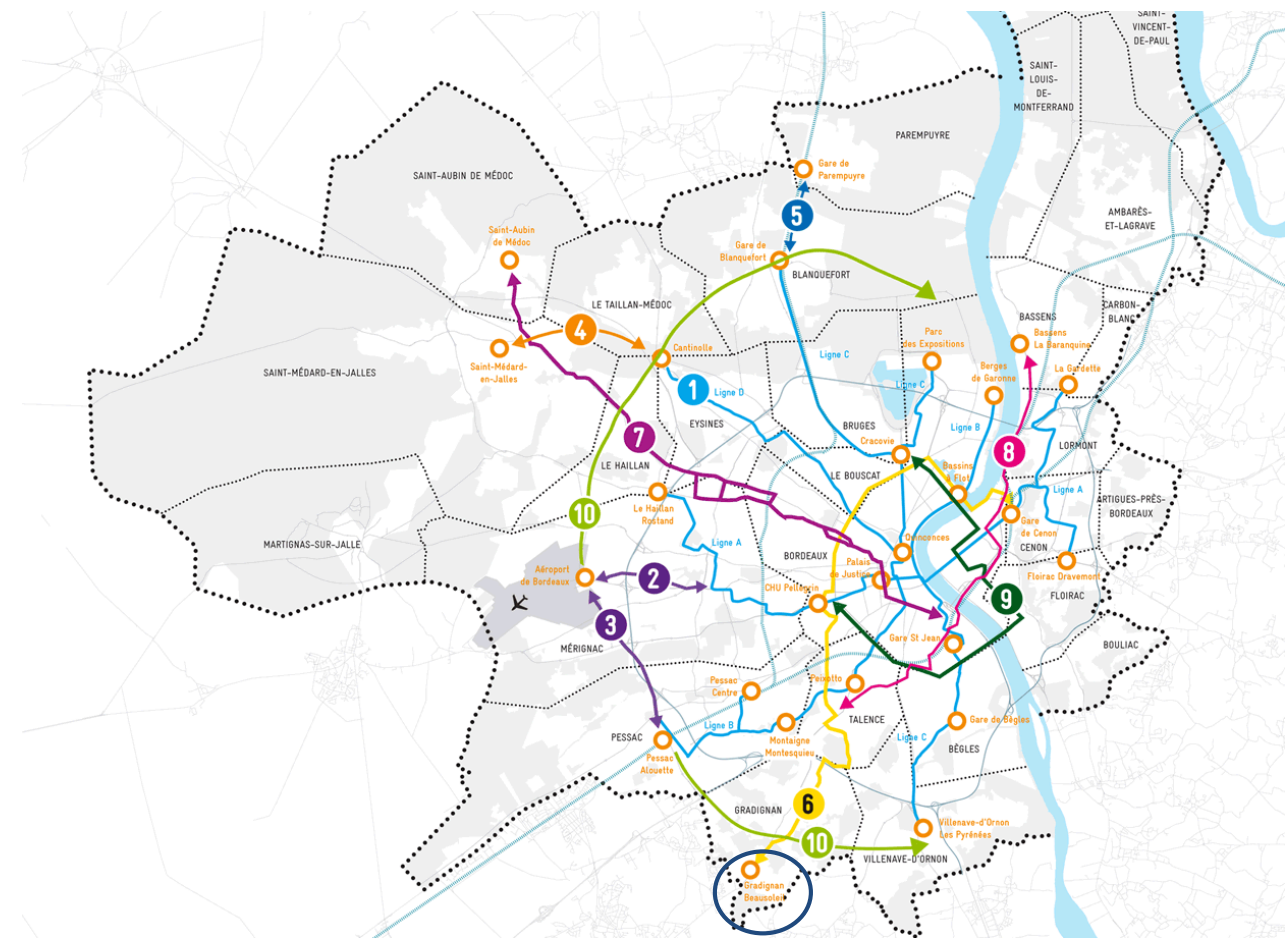 SAINT-
VINCENT-
DE-PAUL
SAINT-
LOUIS-
DE-
MONTFERRAND
PAREMPUYRE
Gare de
Parempuyre
SAINT-AUBIN DE MÉDOC
5
AMBARÈS-
ET-LAGRAVE
Saint-Aubin
de Médoc
Gare de
Blanquefort
BLANQUEFORT
LE TAILLAN-MÉDOC
CARBON-
BLANC
BASSENS
4
Parc
des Expositions
Bassens
La Baranquine
Cantinolle
Ligne C
Saint-Médard-
en-Jalles
SAINT-MÉDARD-EN-JALLES
La Gardette
Berges
de Garonne
1
Ligne D
Ligne C
EYSINES
BRUGES
Ligne B
7
Cracovie
8
LORMONT
LE HAILLAN
LE BOUSCAT
Bassins
à Flot
Ligne A
ARTIGUES-PRÈS-
BORDEAUX
Le Haillan
Rostand
10
Gare
de Cenon
MARTIGNAS-SUR-JALLE
Ligne A
CENON
BORDEAUX
Quinconces
Palais
de Justice
Floirac Dravemont
Aéroport
de Bordeaux
2
CHU Pellegrin
FLOIRAC
9
3
MÉRIGNAC
Gare St Jean
BOULIAC
Pessac
Centre
Peixotto
TALENCE
Ligne B
Gare de Bègles
PESSAC
Montaigne
Montesquieu
Ligne C
BÈGLES
Pessac
Alouette
6
GRADIGNAN
Villenave-d'Ornon
Les Pyrénées
10
VILLENAVE-D'ORNON
Gradignan
Beausoleil